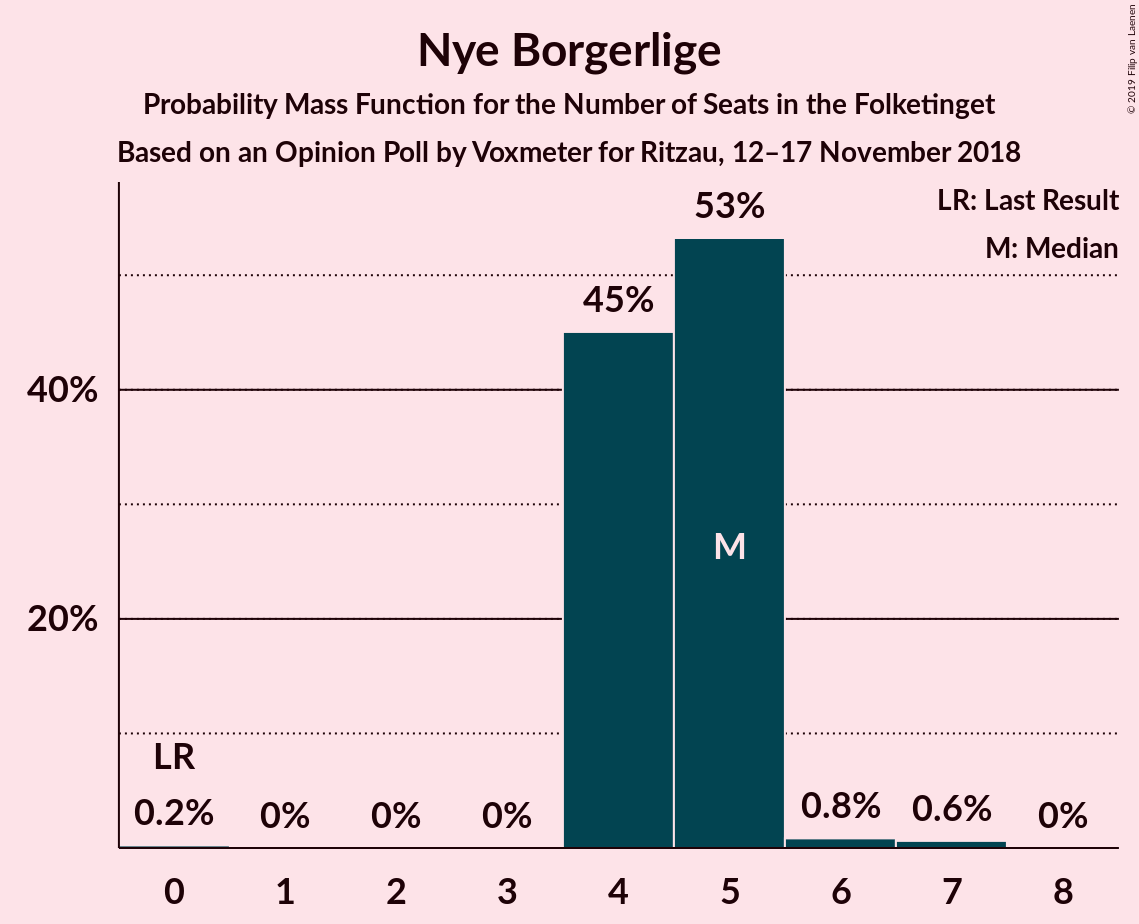 Nye Borgerlige
Probability Mass Function for the Number of Seats in the Folketinget
Based on an Opinion Poll by Voxmeter for Ritzau, 12–17 November 2018
© 2019 Filip van Laenen
LR: Last Result
M: Median
53%
45%
40%
M
20%
LR
0.2% 0% 0% 0% 0.8% 0.6% 0%
0 1 2 3 4 5 6 7 8